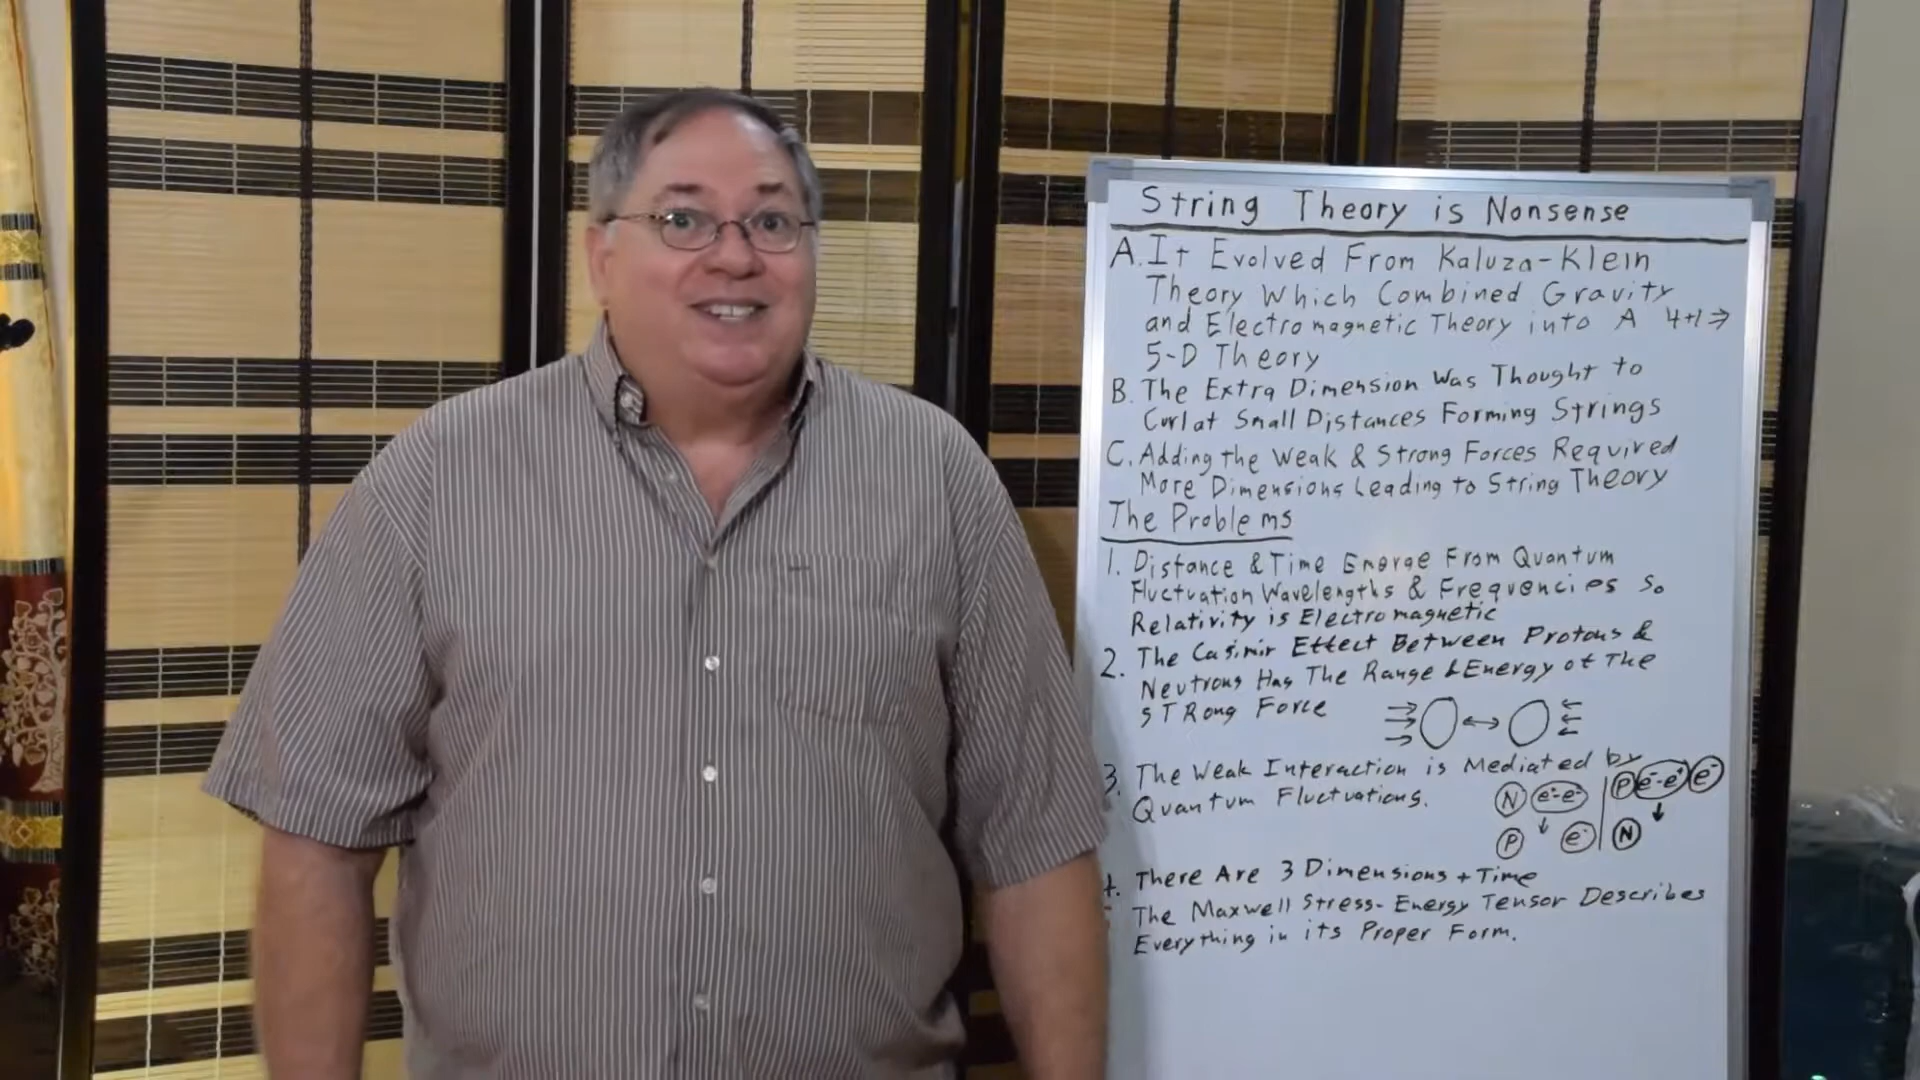 String Theory is Nonsense
A. It Evolved From Kaluza-Klein
Theory Which Combined Gravity
and Electromagnetic Theory into A 4+1⇒
5-D Theory
B. The Extra Dimension Was Thought to
Curl at Small Distances Forming Strings
C. Adding the Weak & Strong Forces Required
More Dimensions Leading to String Theory
The Problems
1. Distance & Time Emerge From Quantum
Fluctuation Wavelengths & Frequencies So
Relativity is Electromagnetic
2. The Casimir Effect Between Protons &
Neutrons Has The Range & Energy of The
STRong Force
3. The Weak Interaction is Mediated by
Quantum Fluctuations.
N e+-e- P e--e+ e-
P e- N
4. There Are 3 Dimensions + Time
The Maxwell Stress-Energy Tensor Describes
Everything in its Proper Form.